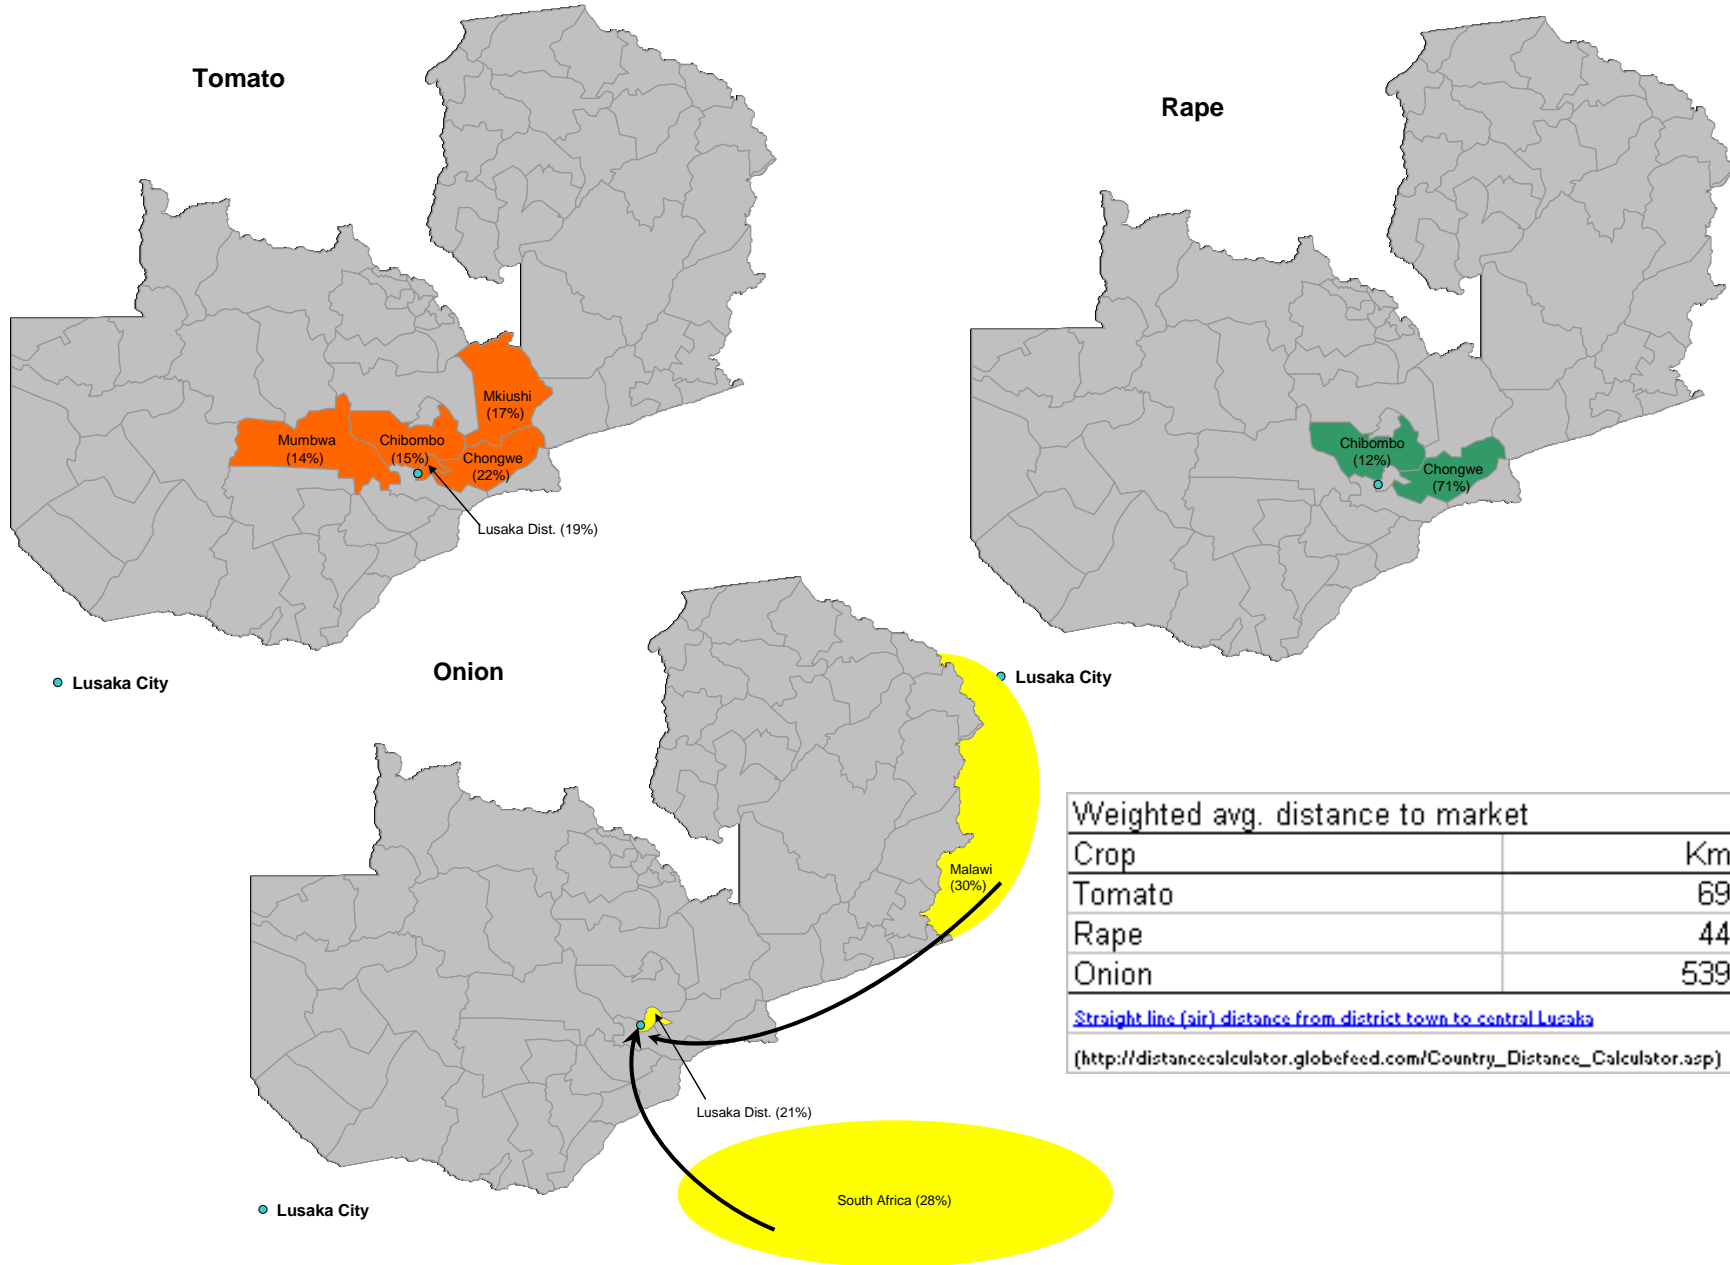 Tomato
Mkiushi
(17%)
Mumbwa
(14%)
Chibombo
(15%)
Chongwe
(22%)
Lusaka Dist. (19%)
Lusaka City
Rape
Chibombo
(12%)
Chongwe
(71%)
Lusaka City
Onion
Malawi
(30%)
Lusaka Dist. (21%)
South Africa (28%)
Lusaka City
Weighted avg. distance to market
Crop Km
Tomato 69
Rape 44
Onion 539
Straight line (air) distance from district town to central Lusaka
(http://distancecalculator.globefeed.com/Country_Distance_Calculator.asp)